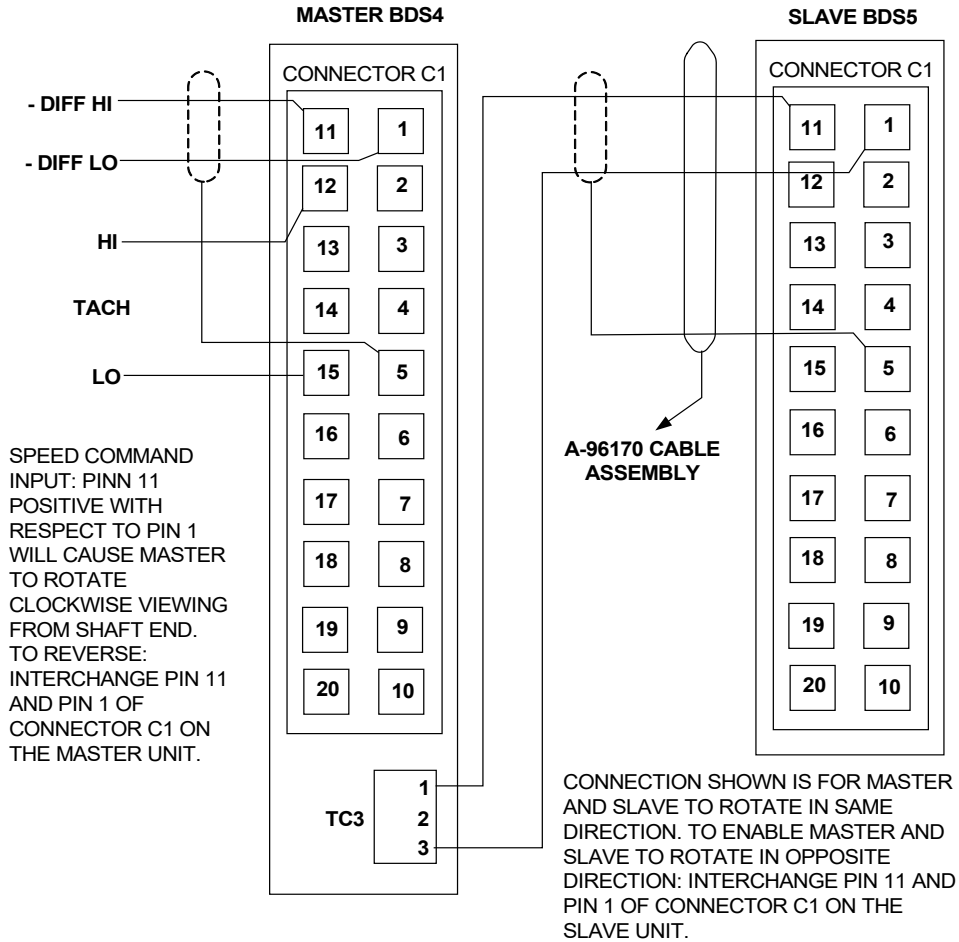 MASTER BDS4
SLAVE BDS5
CONNECTOR C1
CONNECTOR C1
- DIFF HI
- DIFF LO
HI
TACH
LO
11 1
12 2
13 3
14 4
15 5
16 6
17 7
18 8
19 9
20 10
11 1
12 2
13 3
14 4
15 5
16 6
17 7
18 8
19 9
20 10
A-96170 CABLE
ASSEMBLY
SPEED COMMAND
INPUT: PINN 11
POSITIVE WITH
RESPECT TO PIN 1
WILL CAUSE MASTER
TO ROTATE
CLOCKWISE VIEWING
FROM SHAFT END.
TO REVERSE:
INTERCHANGE PIN 11
AND PIN 1 OF
CONNECTOR C1 ON
THE MASTER UNIT.
TC3
1
2
3
CONNECTION SHOWN IS FOR MASTER
AND SLAVE TO ROTATE IN SAME
DIRECTION. TO ENABLE MASTER AND
SLAVE TO ROTATE IN OPPOSITE
DIRECTION: INTERCHANGE PIN 11 AND
PIN 1 OF CONNECTOR C1 ON THE
SLAVE UNIT.